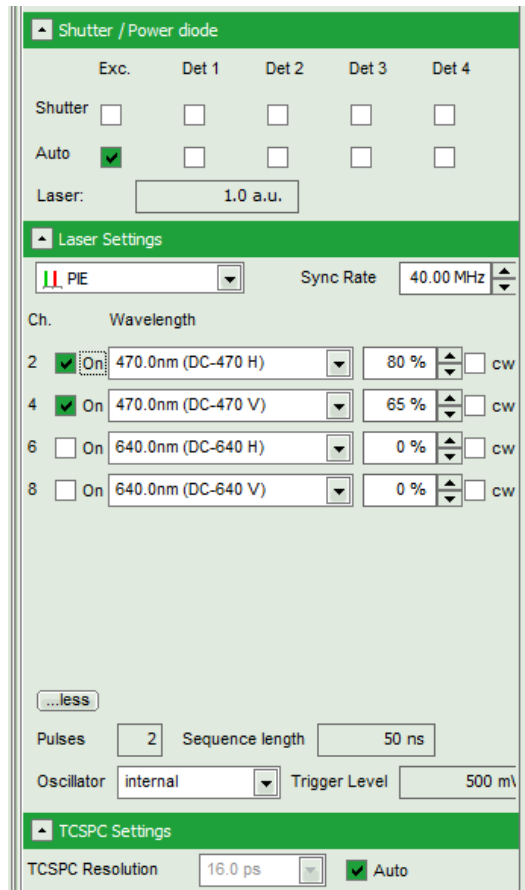 Shutter / Power diode
Exc. Det 1 Det 2 Det 3 Det 4
Shutter
Auto
Laser: 1.0 a.u.
Laser Settings
PIE Sync Rate 40.00 MHz
Ch. Wavelength
2 On 470.0nm (DC-470 H) 80 % cw
4 On 470.0nm (DC-470 V) 65 % cw
6 On 640.0nm (DC-640 H) 0 % cw
8 On 640.0nm (DC-640 V) 0 % cw
...less
Pulses 2 Sequence length 50 ns
Oscillator internal Trigger Level 500 m\
TCSPC Settings
TCSPC Resolution 16.0 ps Auto